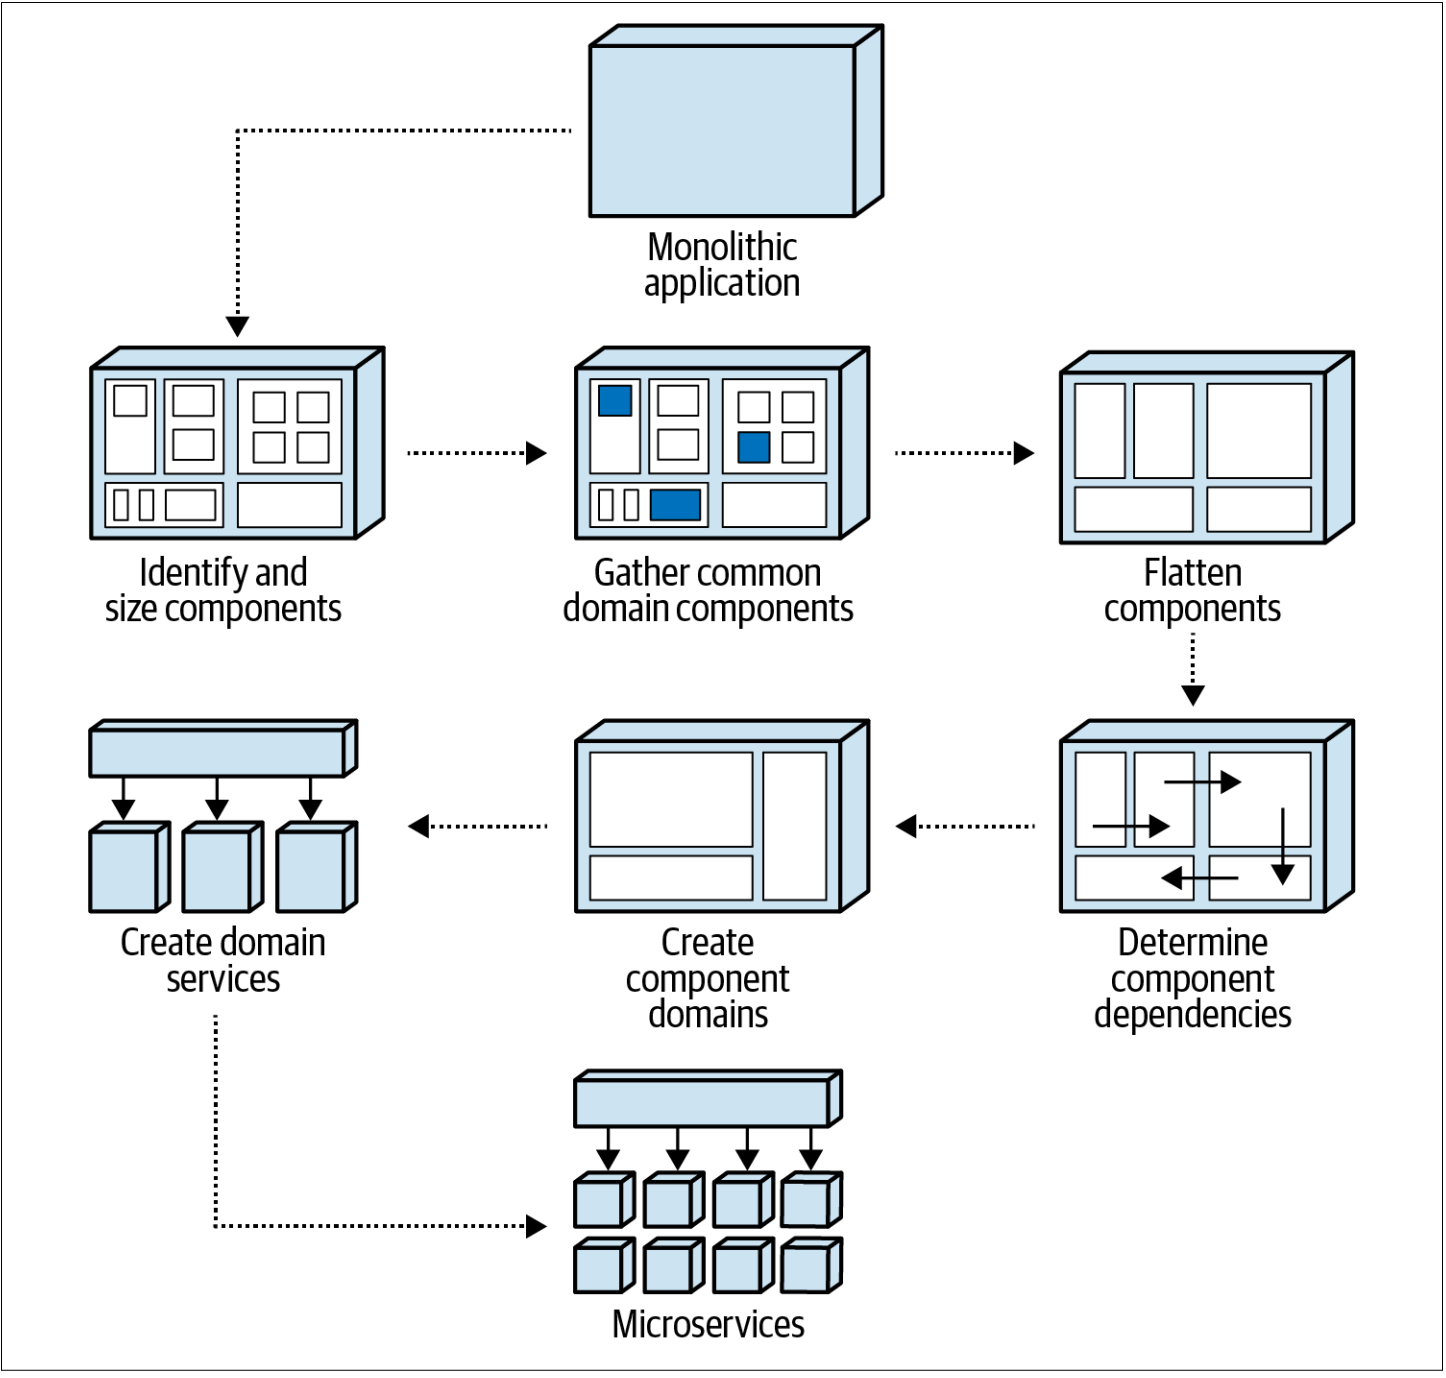 Monolithic
application
Identify and
size components
Gather common
domain components
Flatten
components
Determine
component
dependencies
Create
component
domains
Create domain
services
Microservices